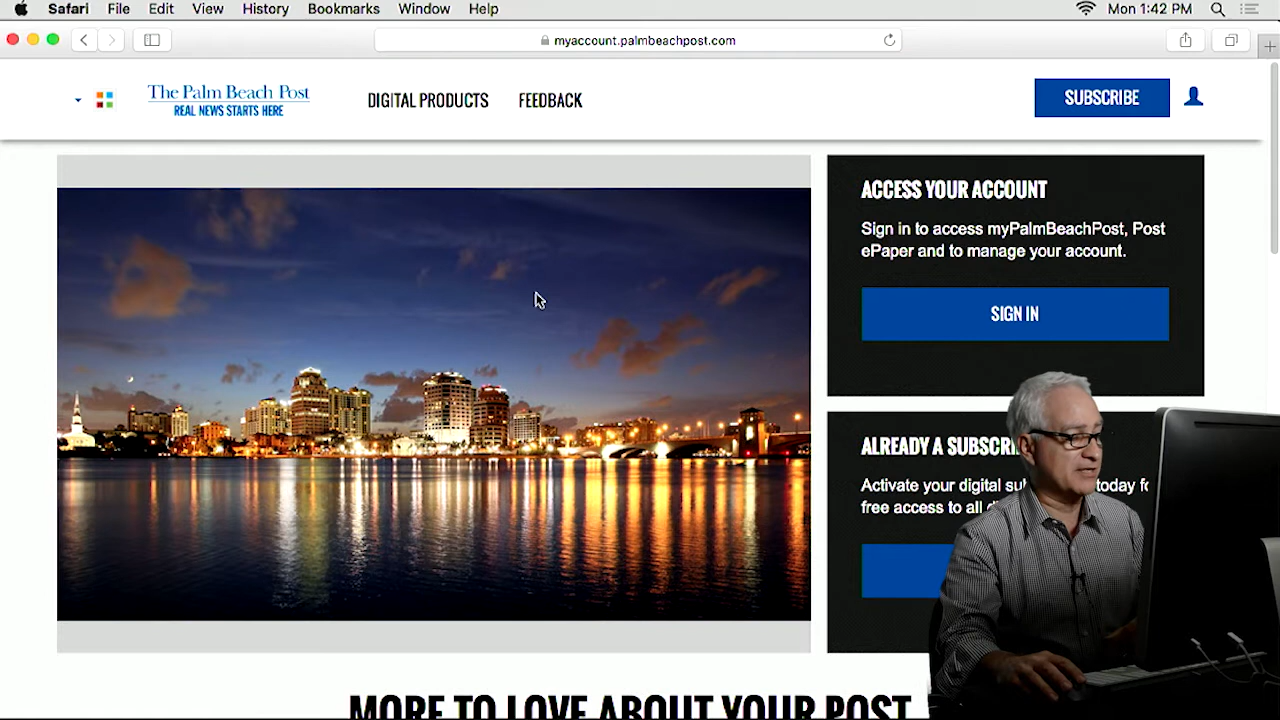 Safari File Edit View History Bookmarks Window Help Mon 1:42 PM
myaccount.palmbeachpost.com
The Palm Beach Post
REAL NEWS STARTS HERE
DIGITAL PRODUCTS FEEDBACK
SUBSCRIBE
ACCESS YOUR ACCOUNT
Sign in to access myPalmBeachPost, Post
ePaper and to manage your account.
SIGN IN
ALREADY A
Activate your digital today
free access to all
MORE TO LOVE ABOUT YOUR POST